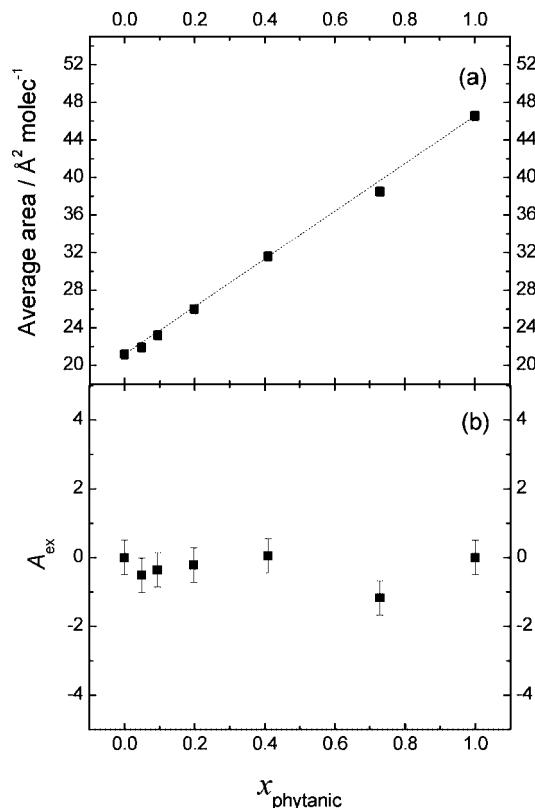 0.0 0.2 0.4 0.6 0.8 1.0
(a)
Average area / Å² molec⁻¹
52 52
48 48
44 44
40 40
36 36
32 32
28 28
24 24
20 20
(b)
A_ex
4 4
2 2
0 0
-2 -2
-4 -4
0.0 0.2 0.4 0.6 0.8 1.0
x_phytanic